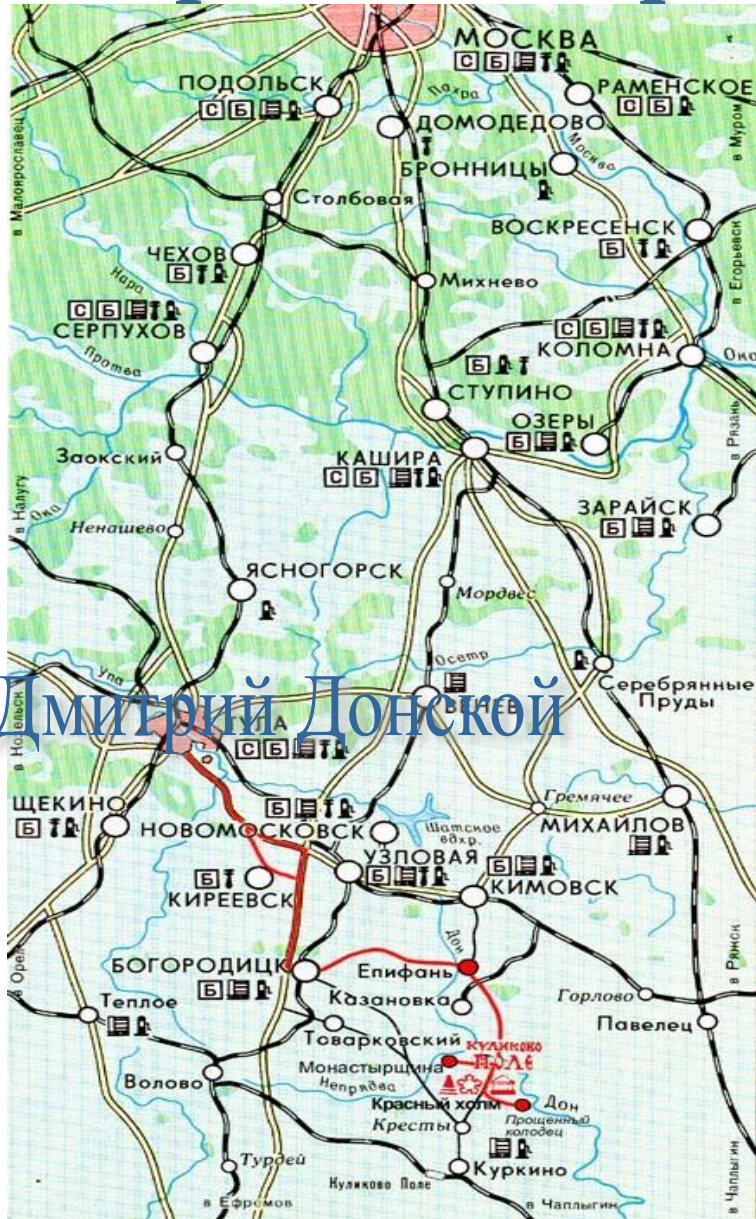 МОСКВА
С Б
ПОДОЛЬСК
С Б
Пахра
РАМЕНСКОЕ
С Б
ДОМОДЕДОВО
Москва
в Муром
в Малоярославец
БРОННИЦЫ
Столбовая
ВОСКРЕСЕНСК
Б
в Егорьевск
ЧЕХОВ
Б
Михнево
Нара
С Б
СЕРПУХОВ
С Б
КОЛОМНА
Ока
Протва
Б
СТУПИНО
ОЗЕРЫ
Б
в Рязань
Заокский
КАШИРА
С Б
в Калугу
Ока
Ненашево
ЗАРАЙСК
Б
ЯСНОГОРСК
Мордвес
Осетр
Упа
Серебрянные
Пруды
Дмитрий Донской
ВЕНЕВ
ТУЛА
С Б
в Козельск
Гремячее
ЩЕКИНО
Б
Б
НОВОМОСКОВСК
Шатское
вдхр.
МИХАЙЛОВ
УЗЛОВАЯ
Б
Б
КИМОВСК
Б
КИРЕЕВСК
Дон
в Орел
в Ряжск
БОГОРОДИЦК
Б
Епифань
Казановка
Горлово
Теплое
Павелец
Товарковский
КУЛИКОВО
ПОЛЕ
Монастырщина
Волово
Непрядва
Красный холм
Дон
Прощенный
колодец
Кресты
Турдей
Куркино
Куликово Поле
в Ефремов
в Чаплыгин
в Чаплыгин